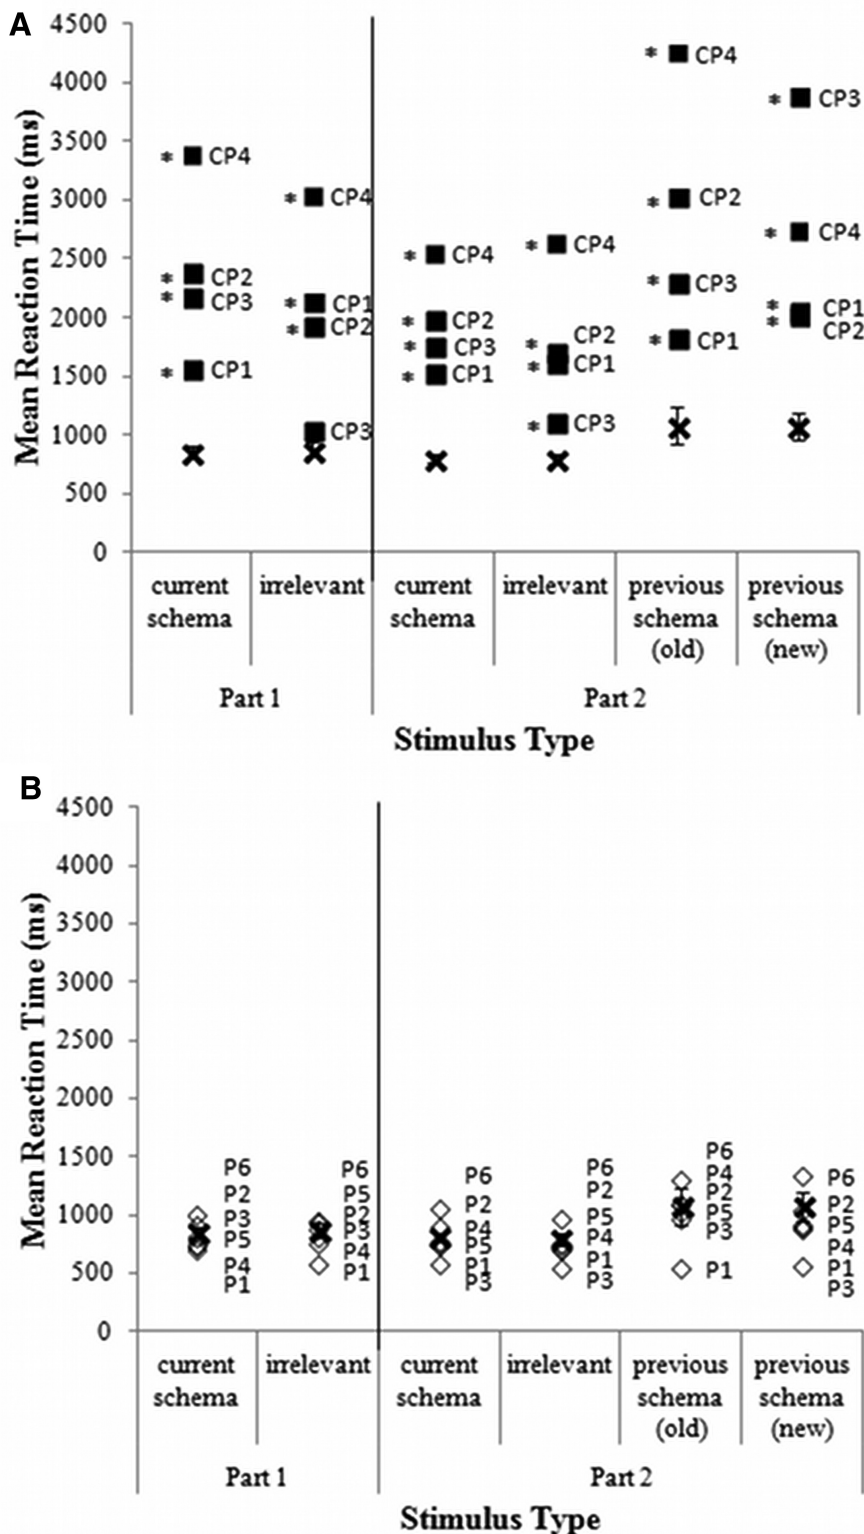 A
Mean Reaction Time (ms)
4500
4000
3500
3000
2500
2000
1500
1000
500
0
* CP4
* CP2
* CP3
* CP1
* CP4
* CP1
* CP2
CP3
* CP4
* CP2
* CP3
* CP1
* CP4
* CP2
* CP1
* CP3
* CP4
* CP2
* CP3
* CP1
* CP3
* CP4
* CP1
* CP2
current schema
irrelevant
current schema
irrelevant
previous schema (old)
previous schema (new)
Part 1
Part 2
Stimulus Type
B
Mean Reaction Time (ms)
4500
4000
3500
3000
2500
2000
1500
1000
500
0
P6
P2
P3
P5
P4
P1
P6
P5
P2
P3
P4
P1
P6
P2
P4
P5
P1
P3
P6
P2
P5
P4
P1
P3
P6
P4
P2
P5
P3
P1
P6
P2
P5
P4
P1
P3
current schema
irrelevant
current schema
irrelevant
previous schema (old)
previous schema (new)
Part 1
Part 2
Stimulus Type